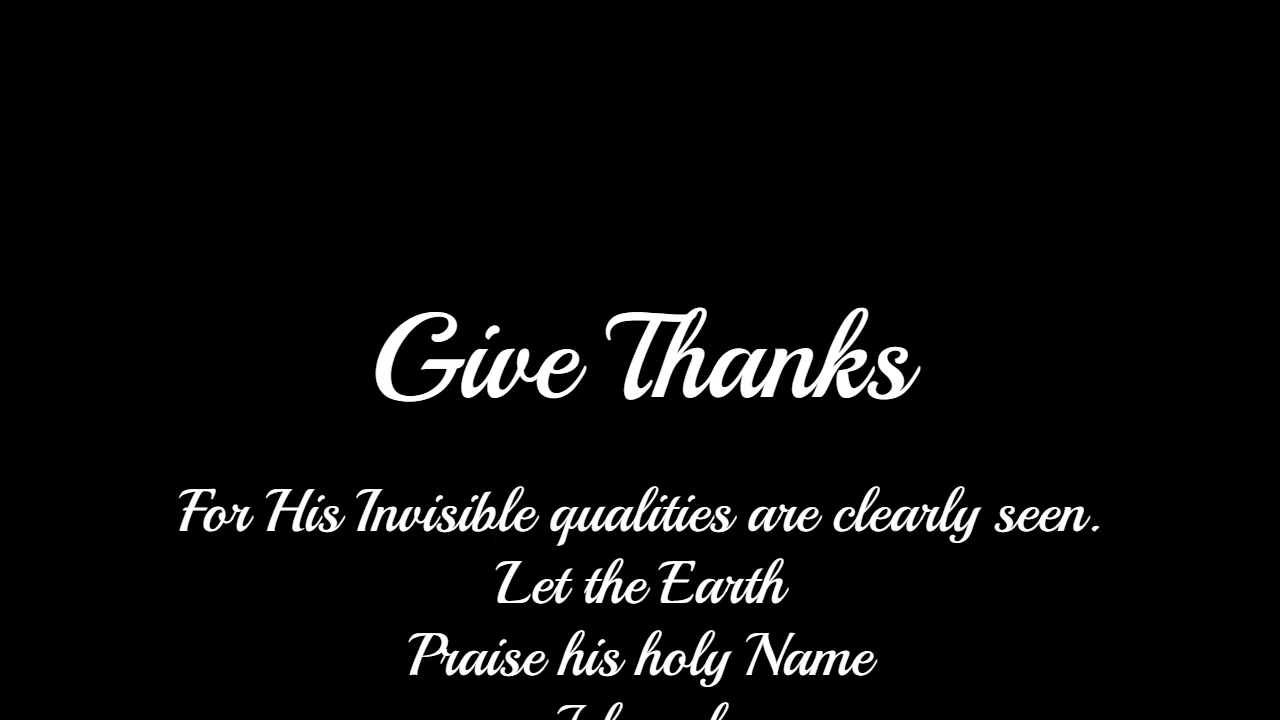 Give Thanks
For His Invisible qualities are clearly seen.
Let the Earth
Praise his holy Name